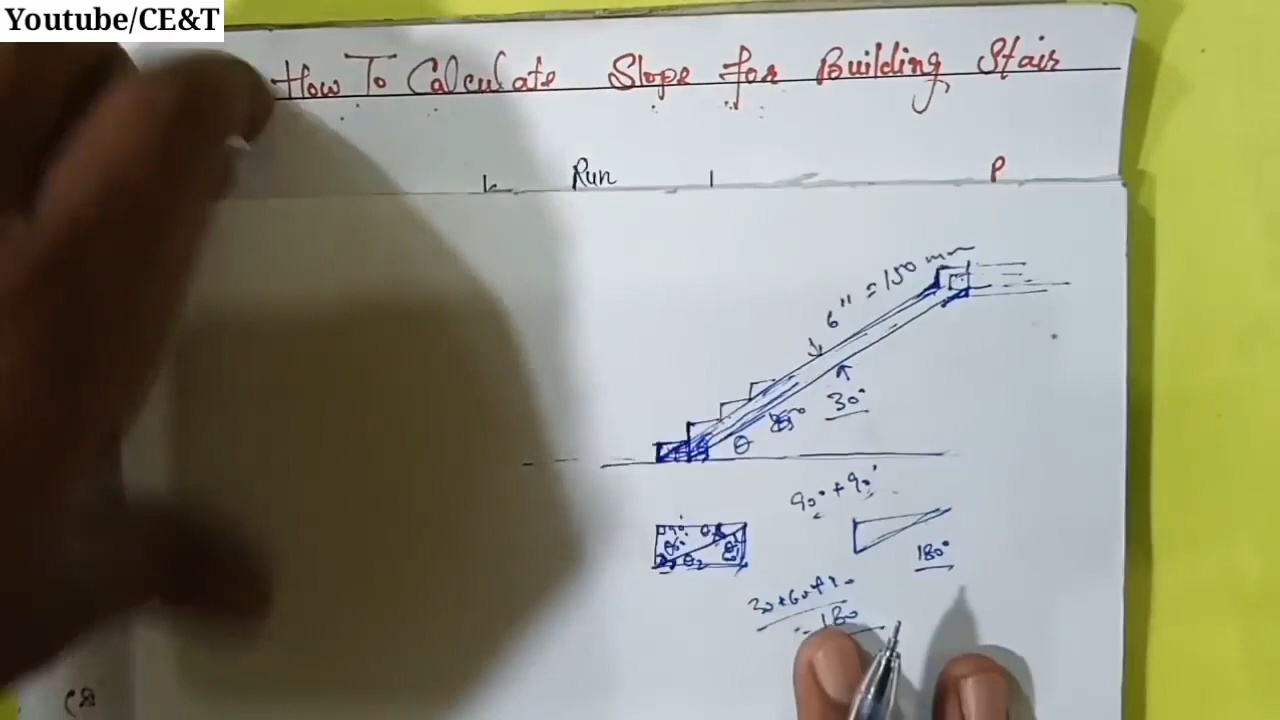 Youtube/CE&T
How To Calculate Slope for Building Stair
Run
P
6" = 150 mm
30°
θ
90° + 90°
180°
30+60+9
= 180